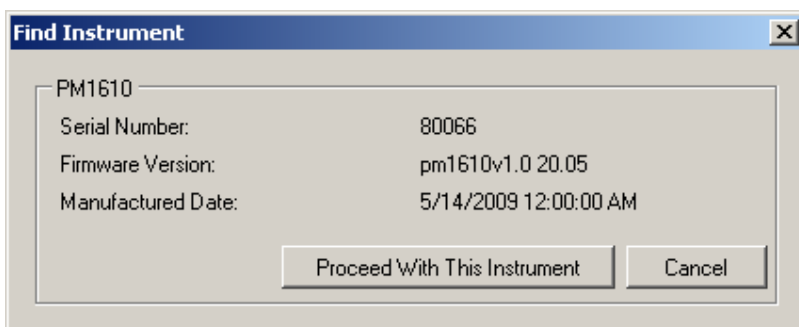 Find Instrument
PM1610
Serial Number: 80066
Firmware Version: pm1610v1.0 20.05
Manufactured Date: 5/14/2009 12:00:00 AM
Proceed With This Instrument Cancel